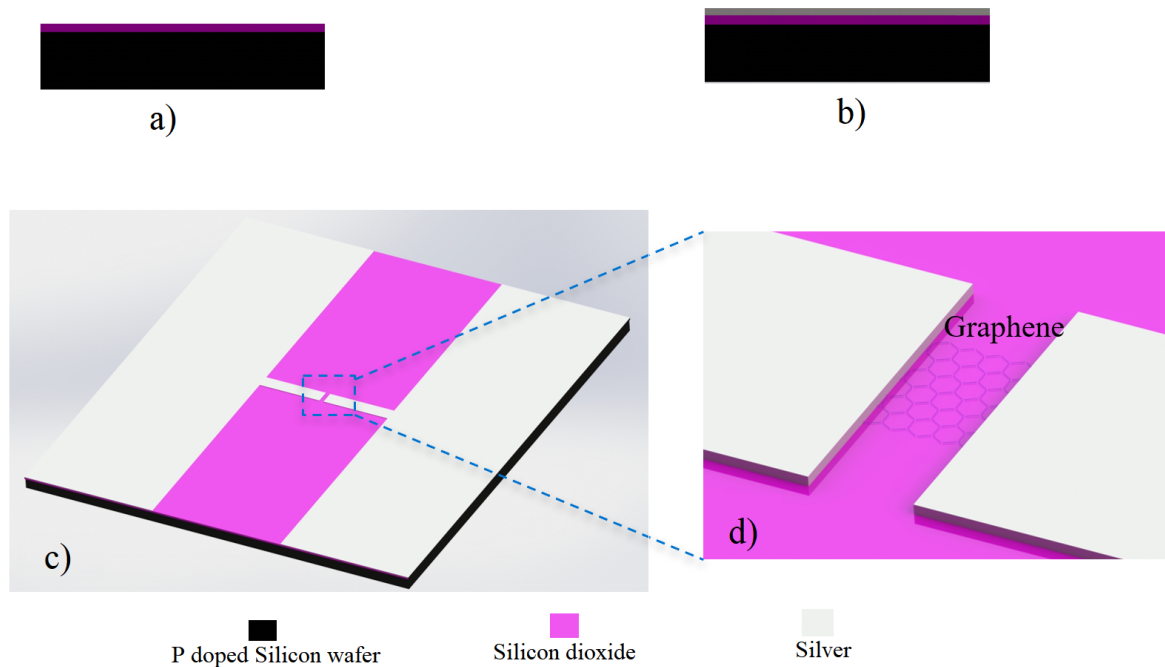 a)
b)
Graphene
c)
d)
P doped Silicon wafer
Silicon dioxide
Silver